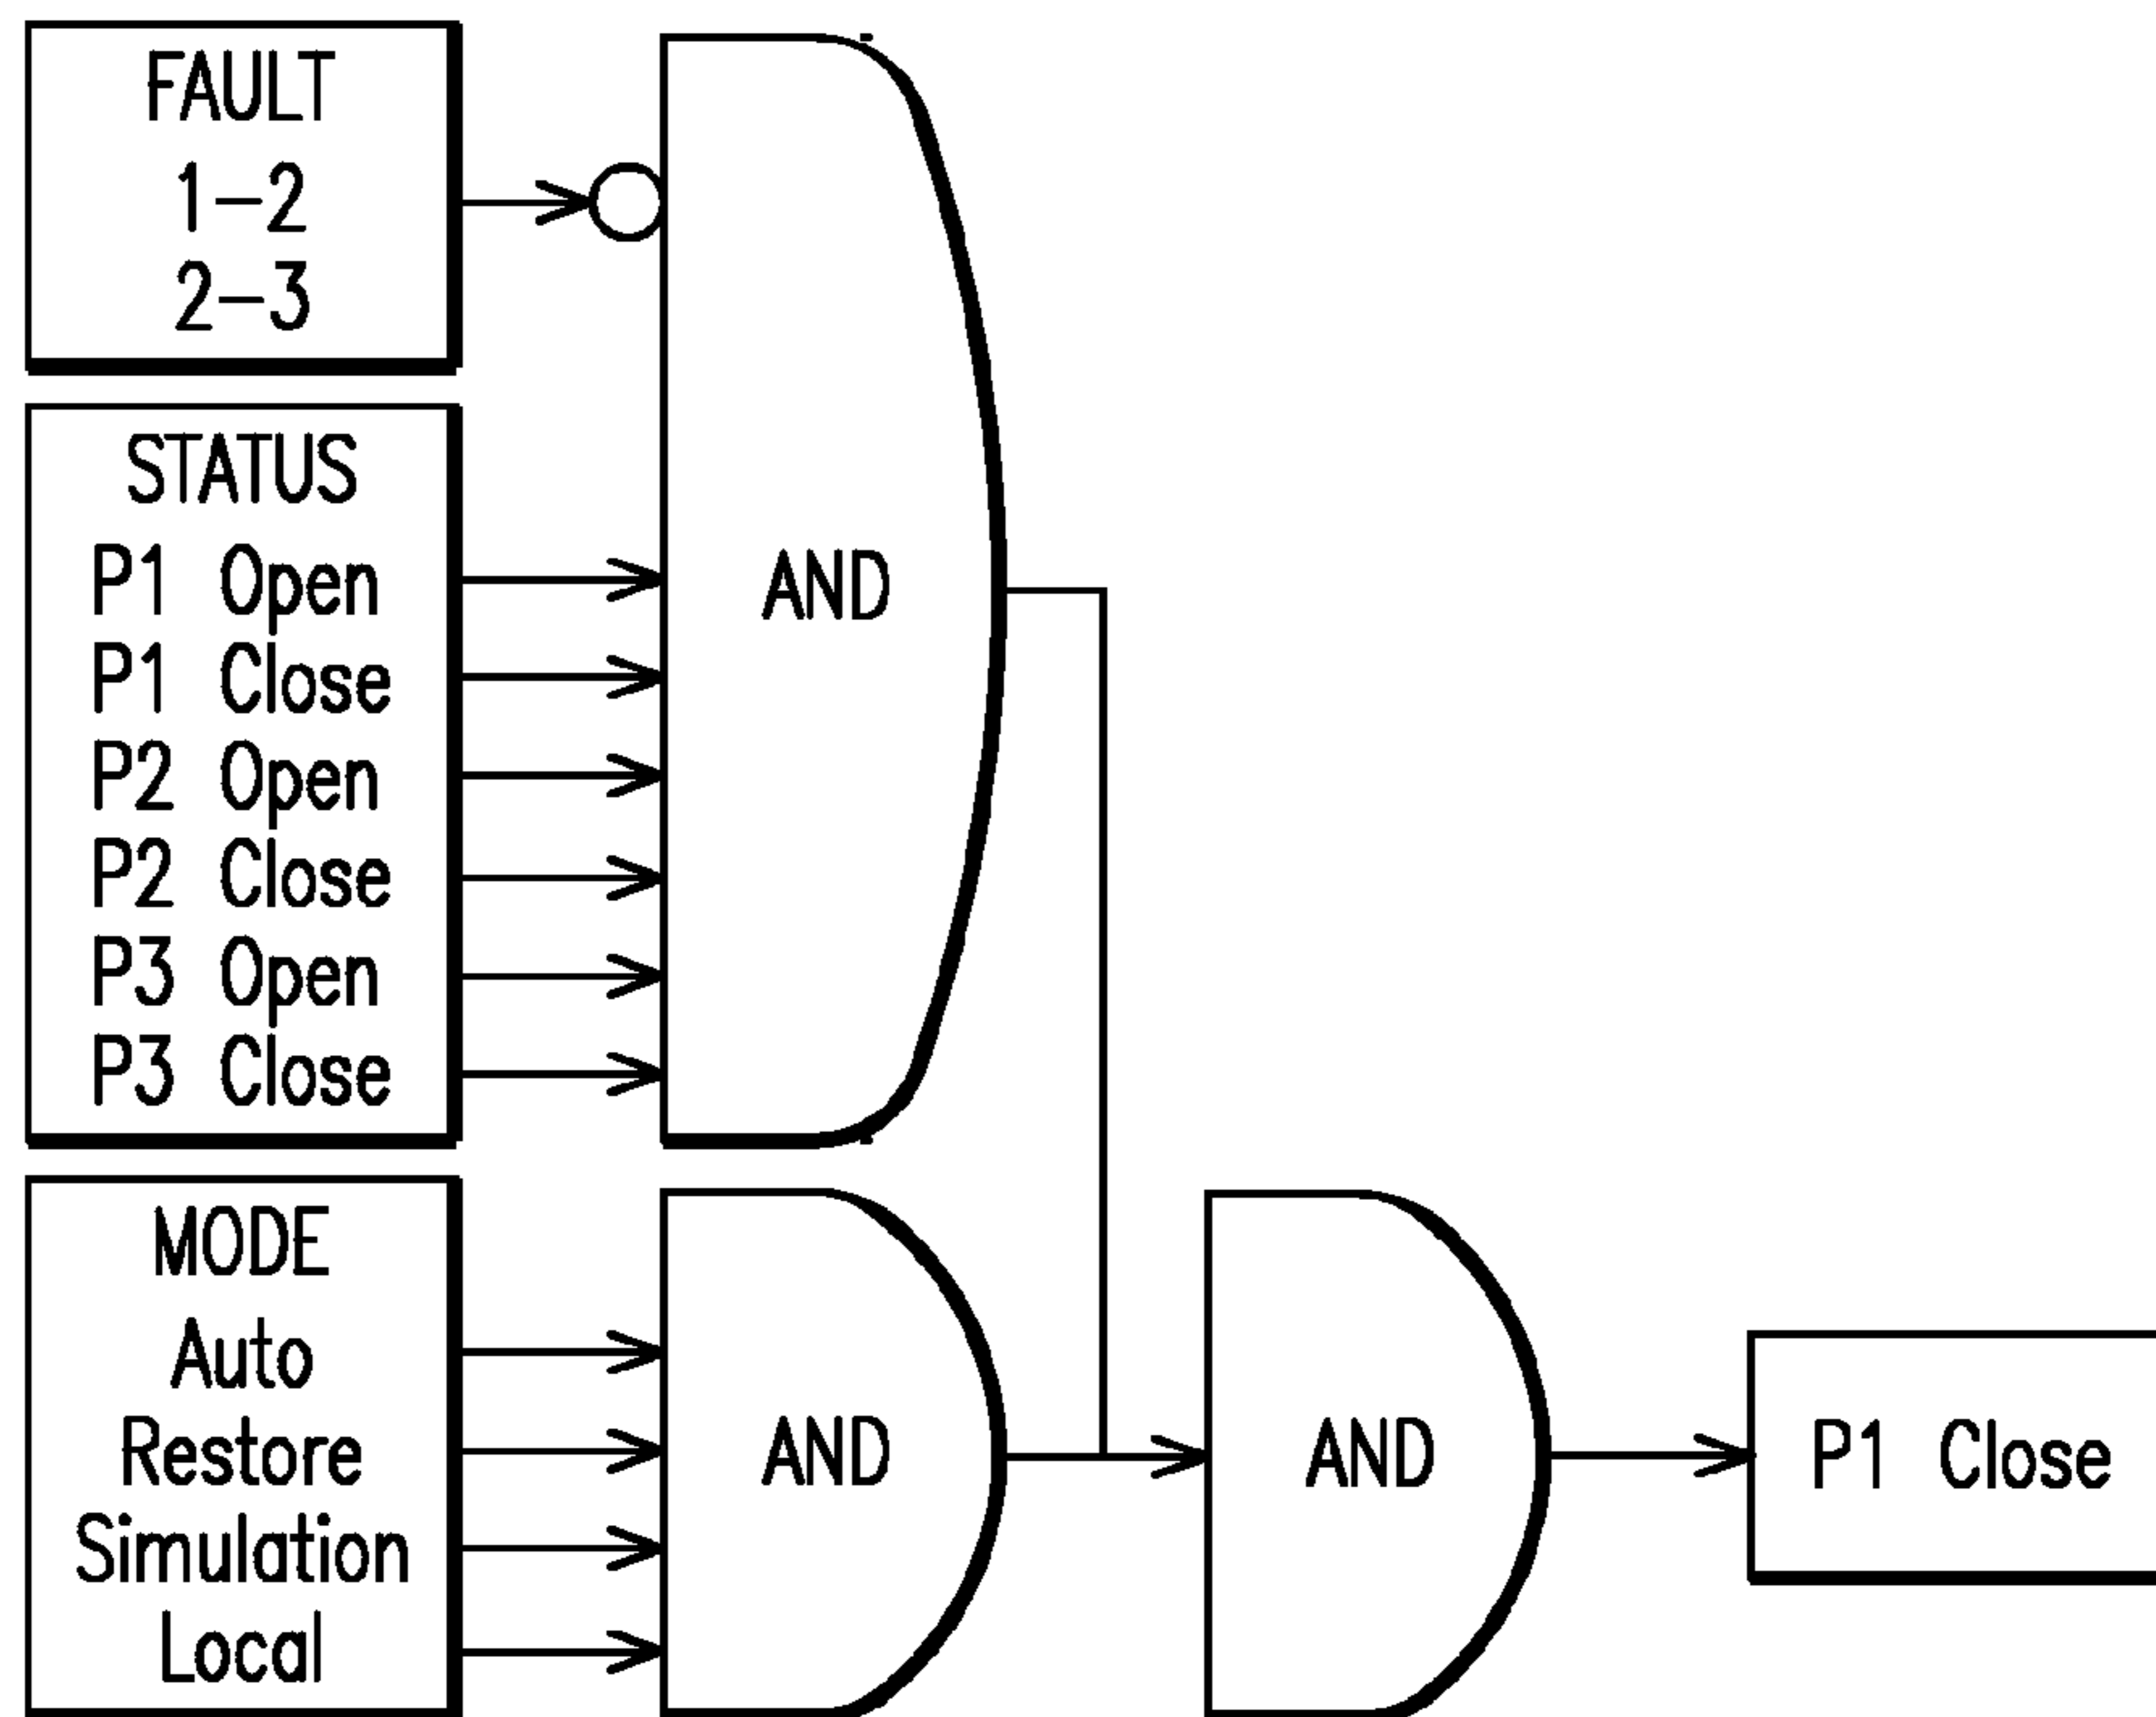 FAULT
1-2
2-3
STATUS
P1 Open
P1 Close
P2 Open
P2 Close
P3 Open
P3 Close
AND
MODE
Auto
Restore
Simulation
Local
AND
AND
P1 Close